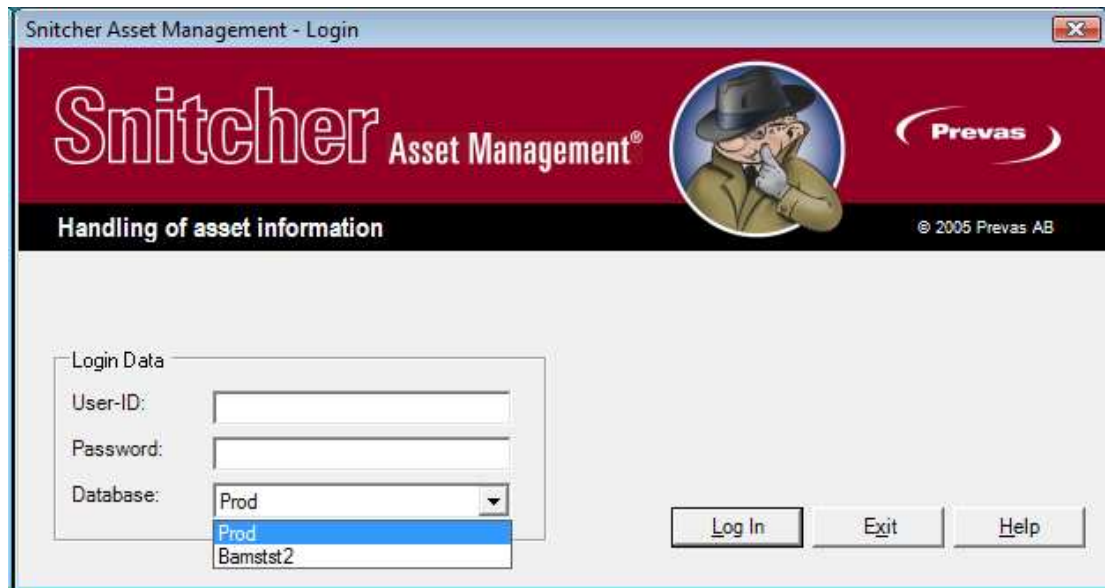 Snitcher Asset Management - Login
Snitcher Asset Management®
Prevas
Handling of asset information
© 2005 Prevas AB
Login Data
User-ID:
Password:
Database:
Prod
Prod
Bamstst2
Log In
Exit
Help